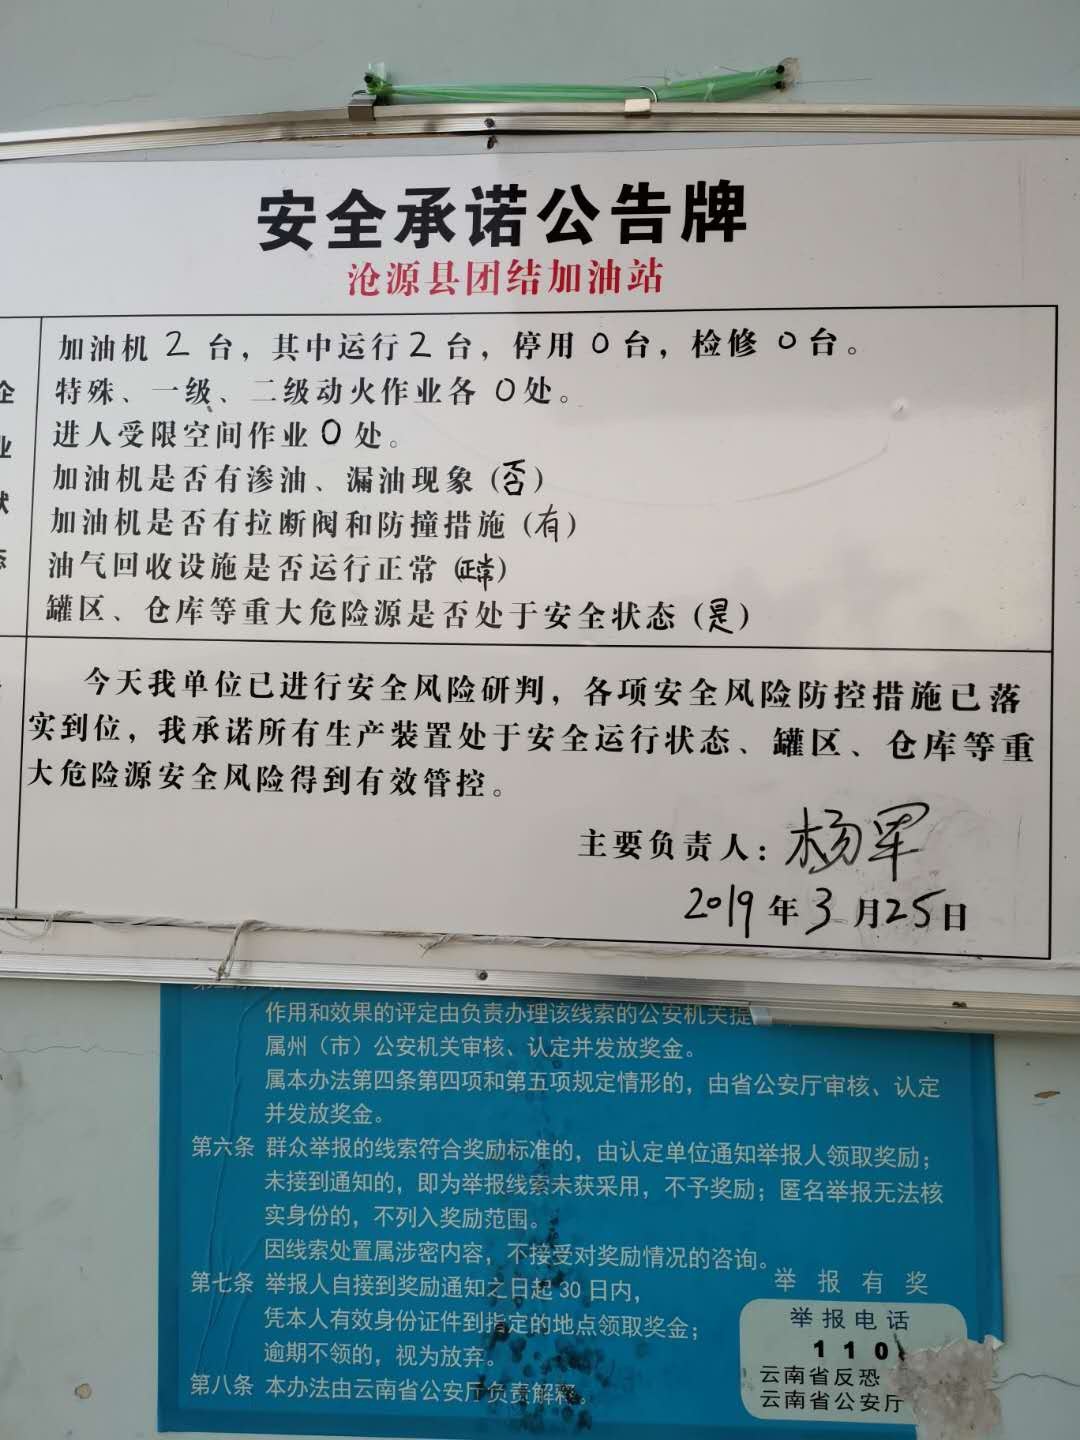 安全承诺公告牌
沧源县团结加油站
企
业
状
态
加油机 2 台，其中运行2台，停用0台，检修0台。
特殊、一级、二级动火作业各0处。
进人受限空间作业0处。
加油机是否有渗油、漏油现象（否）
加油机是否有拉断阀和防撞措施（有）
油气回收设施是否运行正常（正常）
罐区、仓库等重大危险源是否处于安全状态（是）
今天我单位已进行安全风险研判，各项安全风险防控措施已落
实到位，我承诺所有生产装置处于安全运行状态、罐区、仓库等重
大危险源安全风险得到有效管控。
主要负责人：杨军
2019年3月25日
作用和效果的评定由负责办理该线索的公安机关提
属州（市）公安机关审核、认定并发放奖金。
属本办法第四条第四项和第五项规定情形的，由省公安厅审核、认定
并发放奖金。
第六条 群众举报的线索符合奖励标准的，由认定单位通知举报人领取奖励；
未接到通知的，即为举报线索未获采用，不予奖励；匿名举报无法核
实身份的，不列入奖励范围。
因线索处置属涉密内容，不接受对奖励情况的咨询。
第七条 举报人自接到奖励通知之日起30日内，
凭本人有效身份证件到指定的地点领取奖金；
逾期不领的，视为放弃。
第八条 本办法由云南省公安厅负责解释。
举报有奖
举报电话
110
云南省反恐
云南省公安厅